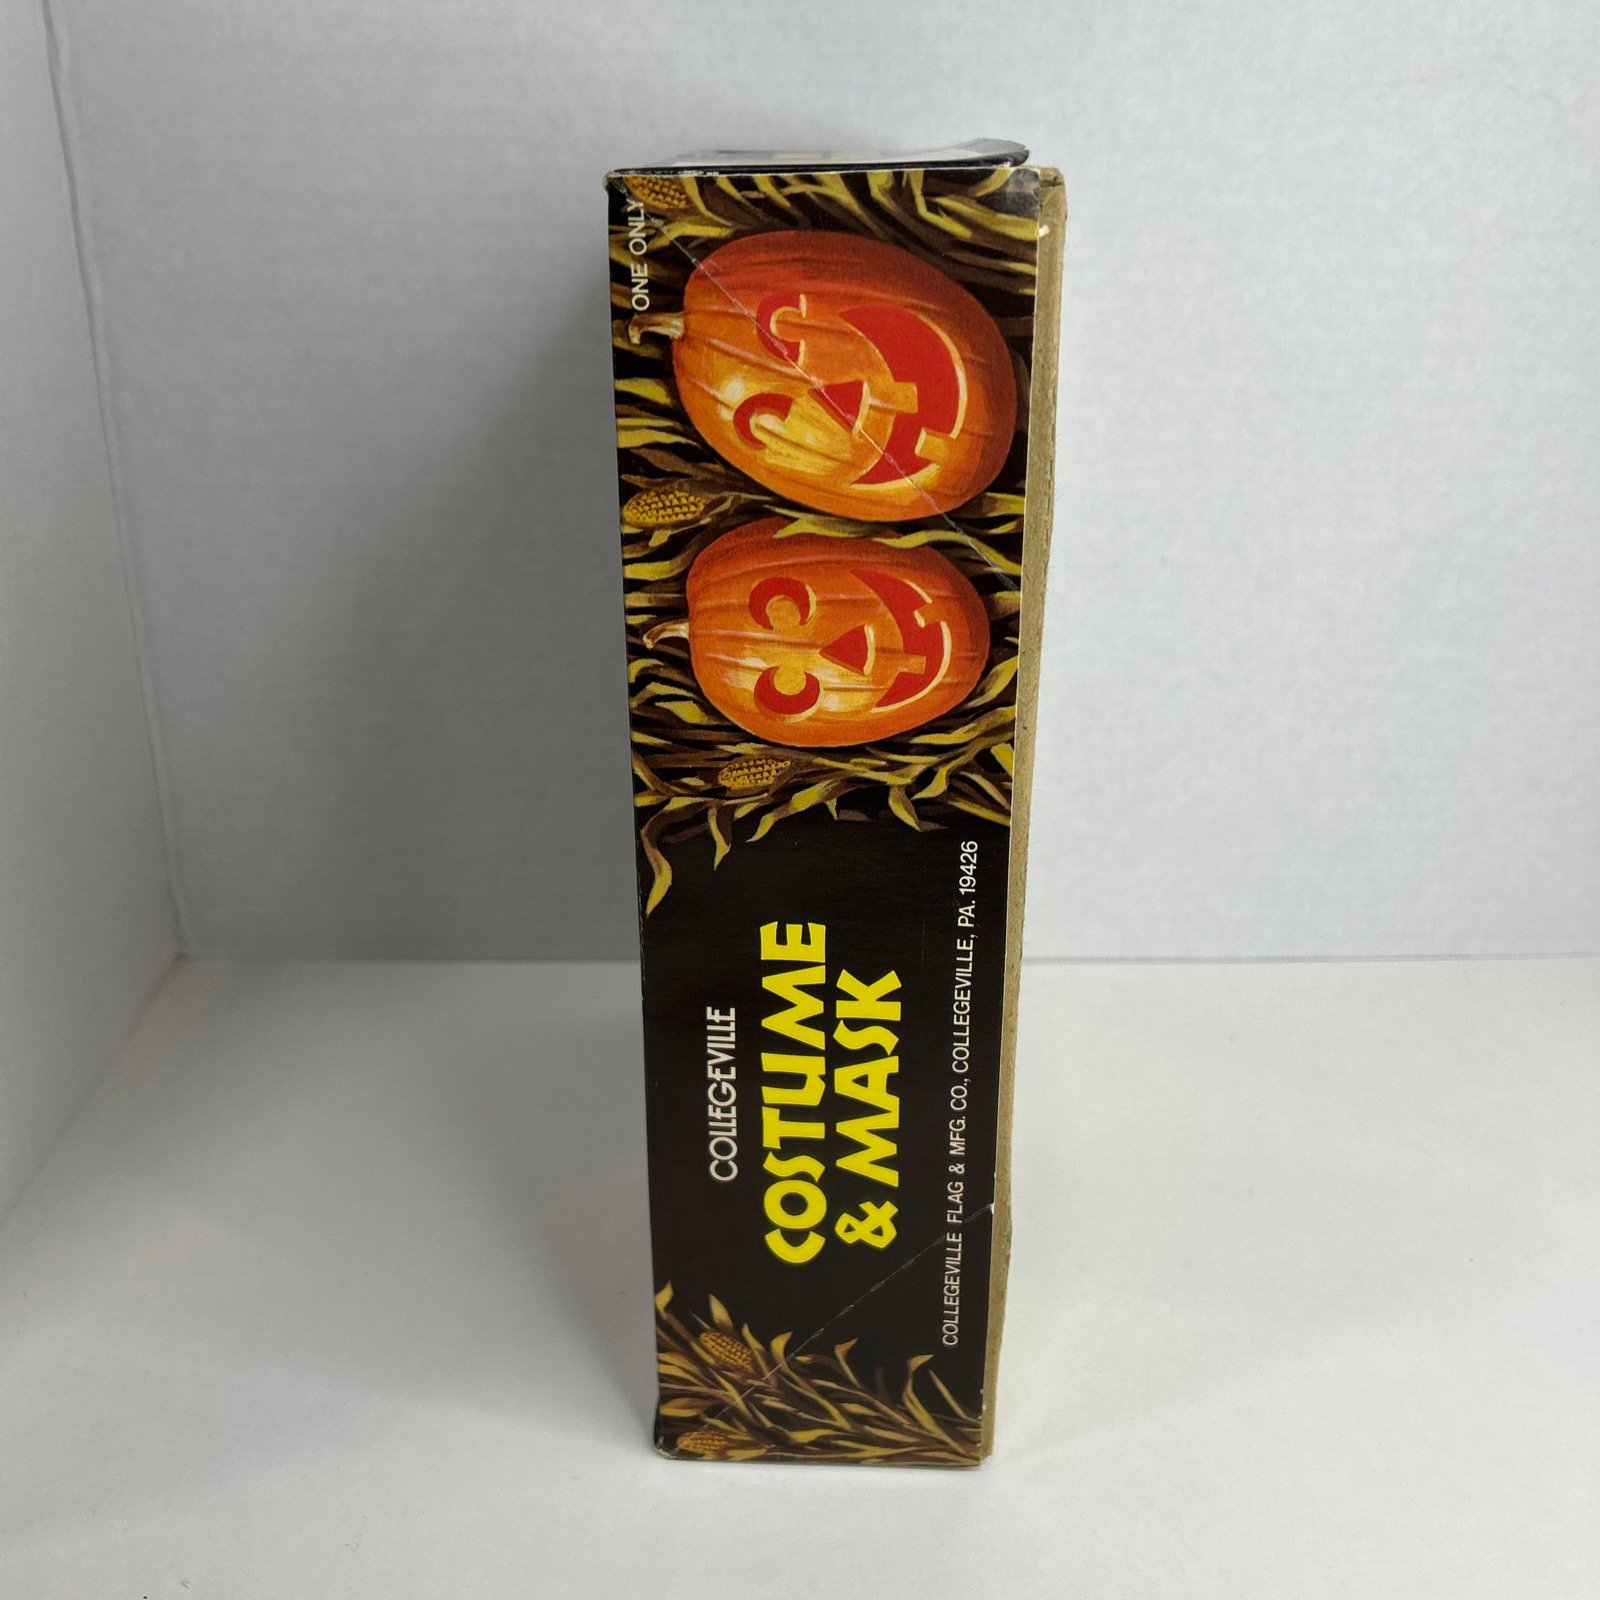 ONE ONLY
COLLEGEVILLE
COSTUME
& MASK
COLLEGEVILLE FLAG & MFG. CO., COLLEGEVILLE, PA. 19426